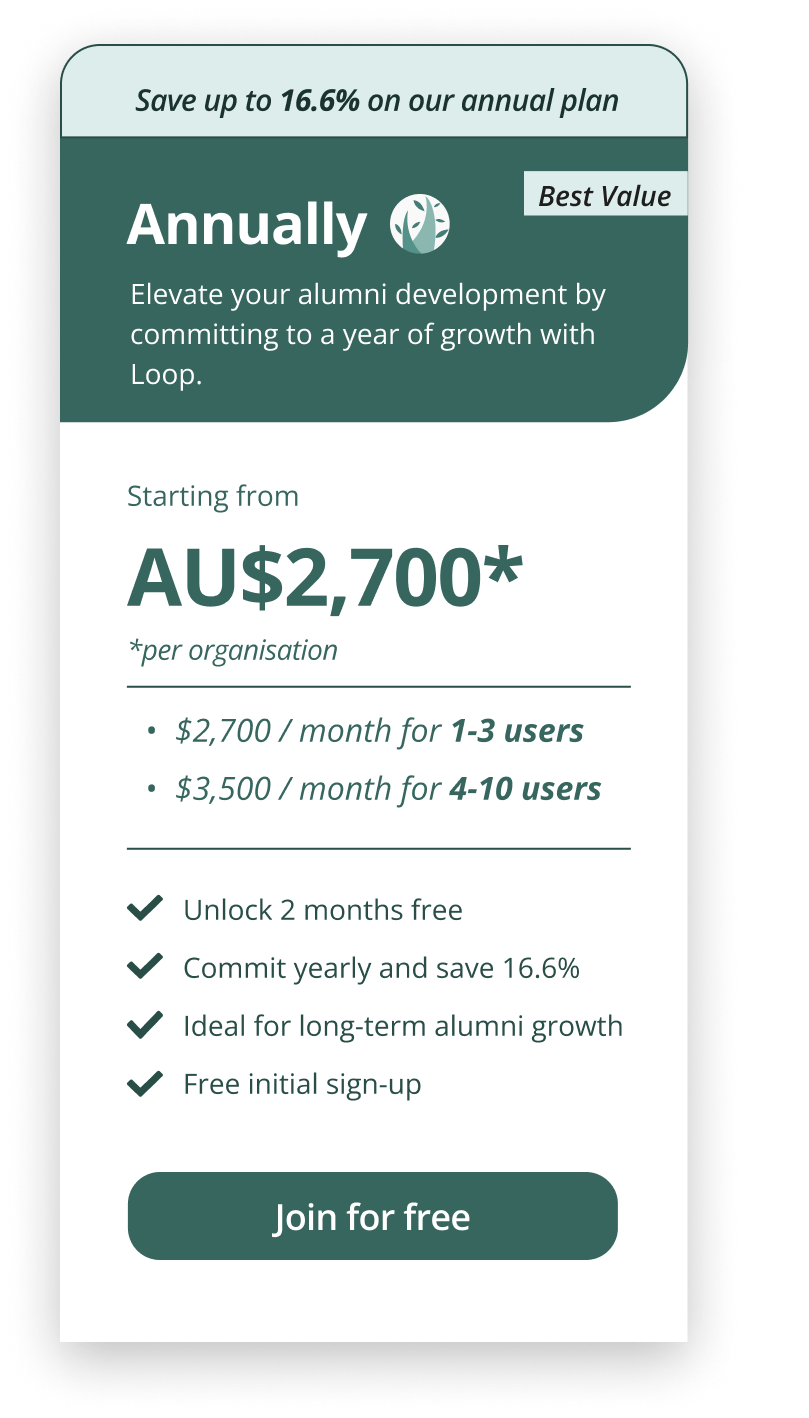 Save up to 16.6% on our annual plan
Best Value
Annually
Elevate your alumni development by
committing to a year of growth with
Loop.
Starting from
AU$2,700*
*per organisation
• $2,700 / month for 1-3 users
• $3,500 / month for 4-10 users
Unlock 2 months free
Commit yearly and save 16.6%
Ideal for long-term alumni growth
Free initial sign-up
Join for free